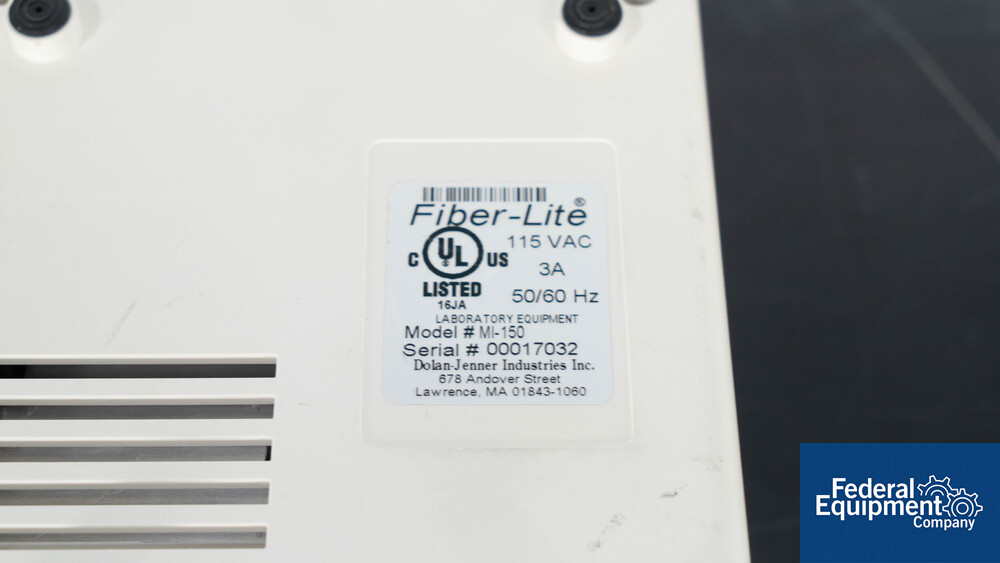 Fiber-Lite®
C UL US
LISTED
16JA
115 VAC
3A
50/60 Hz
LABORATORY EQUIPMENT
Model # MI-150
Serial # 00017032
Dolan-Jenner Industries Inc.
678 Andover Street
Lawrence, MA 01843-1060
Federal
Equipment
Company